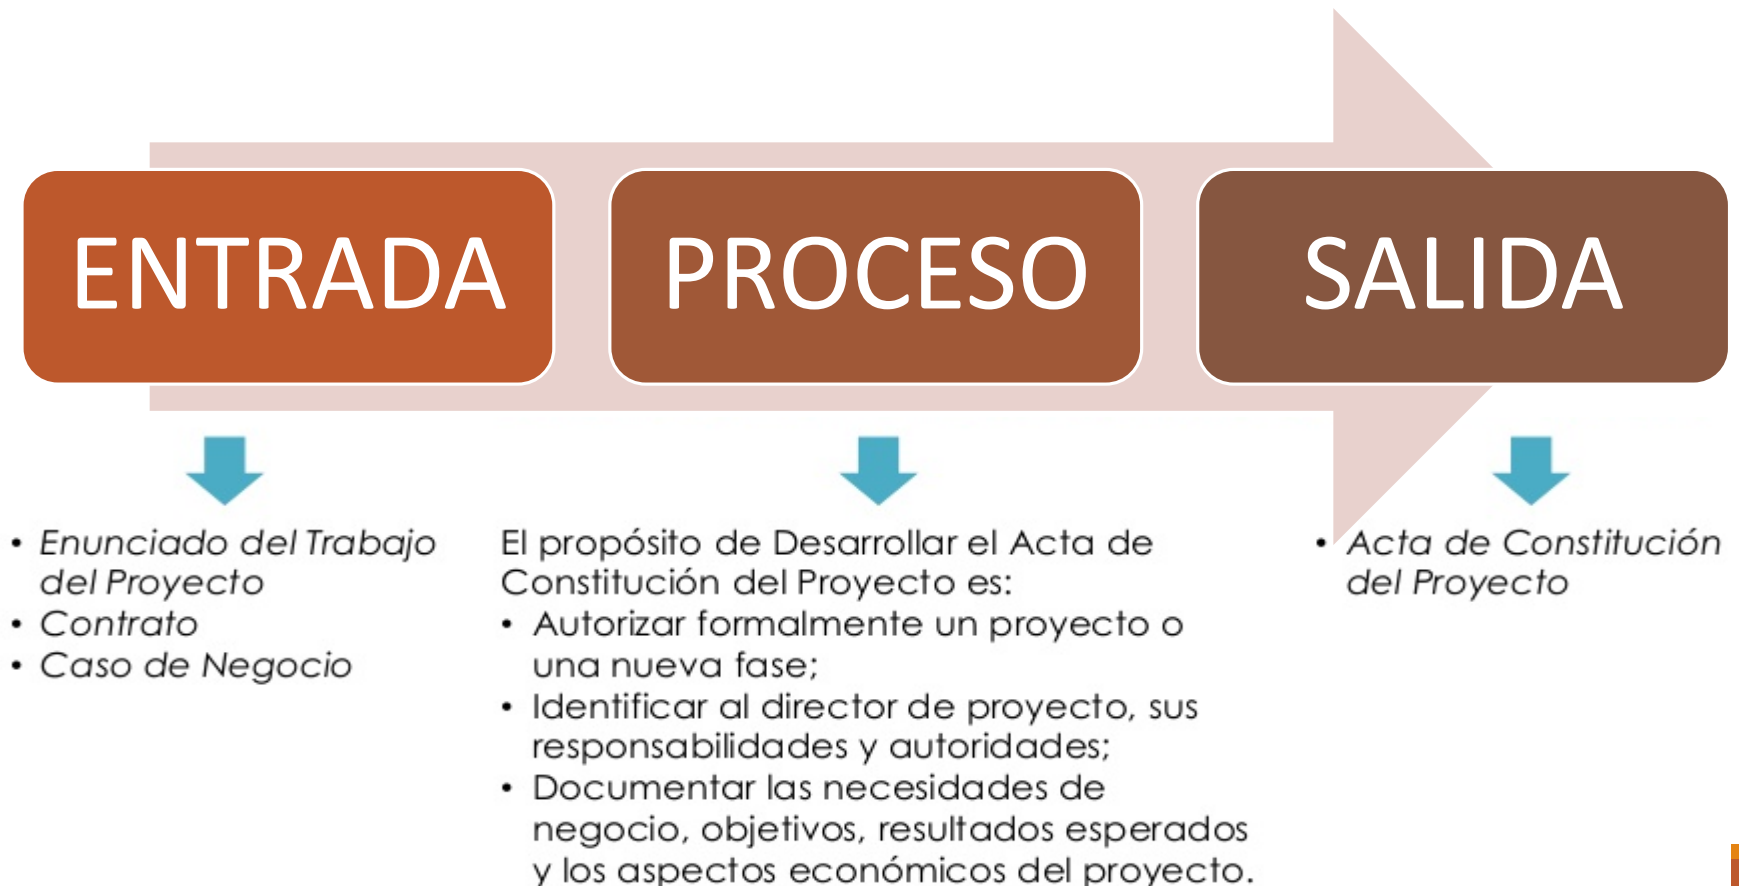 ENTRADA
PROCESO
SALIDA
• Enunciado del Trabajo
del Proyecto
• Contrato
• Caso de Negocio
El propósito de Desarrollar el Acta de
Constitución del Proyecto es:
• Autorizar formalmente un proyecto o
una nueva fase;
• Identificar al director de proyecto, sus
responsabilidades y autoridades;
• Documentar las necesidades de
negocio, objetivos, resultados esperados
y los aspectos económicos del proyecto.
• Acta de Constitución
del Proyecto